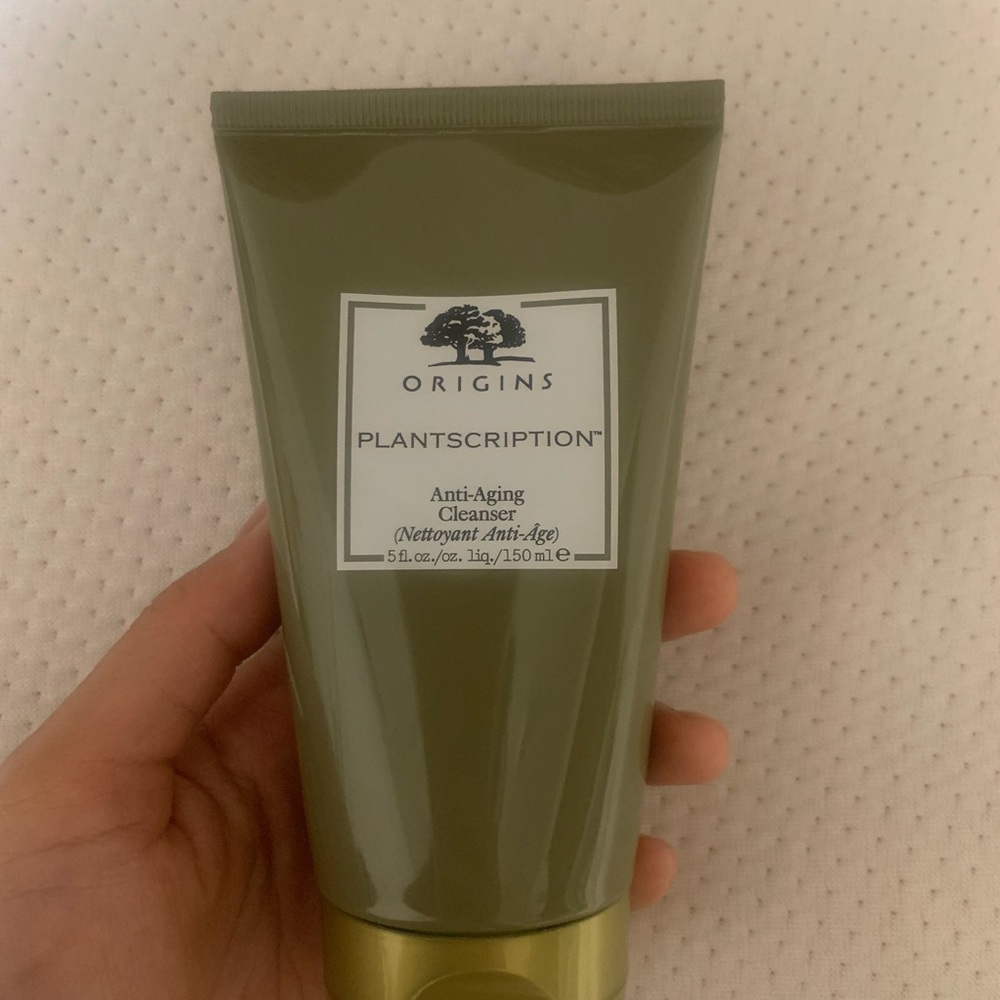 ORIGINS
PLANTSCRIPTION™
Anti-Aging
Cleanser
(Nettoyant Anti-Âge)
5 fl. oz./oz. liq./150 ml ℮